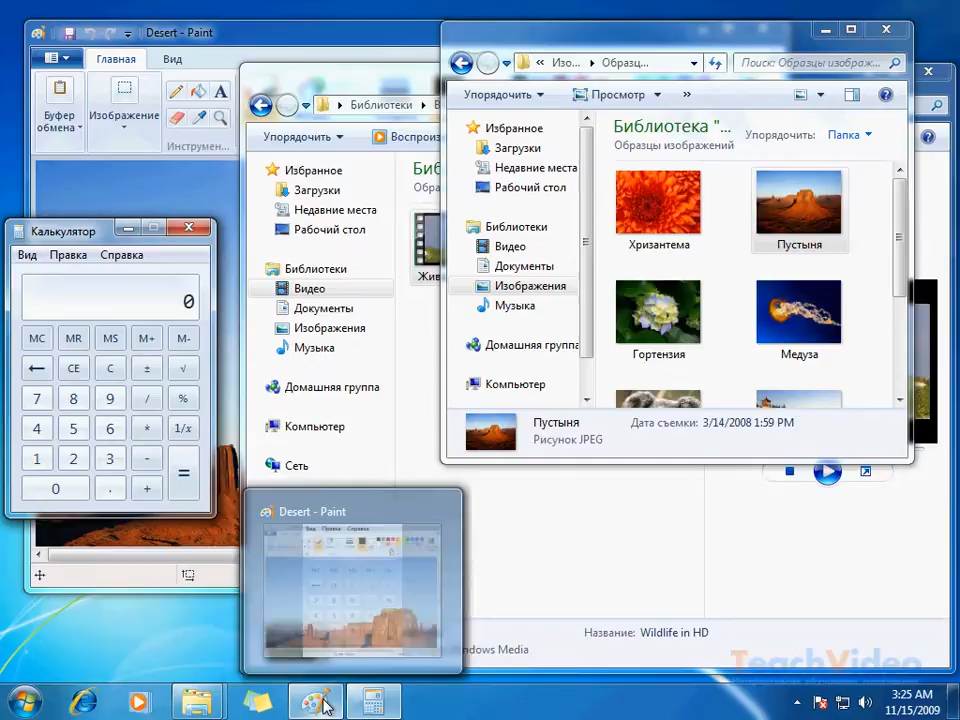 Desert - Paint
Главная
Вид
Буфер обмена
Изображение
Инструмен...
Библиотеки
Упорядочить
Воспроиз
Избранное
Загрузки
Недавние места
Рабочий стол
Библиотеки
Видео
Документы
Изображения
Музыка
Домашняя группа
Компьютер
Сеть
« Изо...
Образц...
Поиск: Образцы изображ...
Упорядочить
Просмотр
»
Избранное
Загрузки
Недавние места
Рабочий стол
Библиотеки
Видео
Документы
Изображения
Музыка
Домашняя группа
Компьютер
Библиотека "...
Образцы изображений
Упорядочить:
Папка
Хризантема
Пустыня
Гортензия
Медуза
Пустыня
Рисунок JPEG
Дата съемки: 3/14/2008 1:59 PM
Калькулятор
Вид
Правка
Справка
0
MC MR MS M+ M-
← CE C ± √
7 8 9 / %
4 5 6 * 1/x
1 2 3 - =
0 . +
Desert - Paint
Название: Wildlife in HD
Media
TeachVideo
3:25 AM
11/15/2009